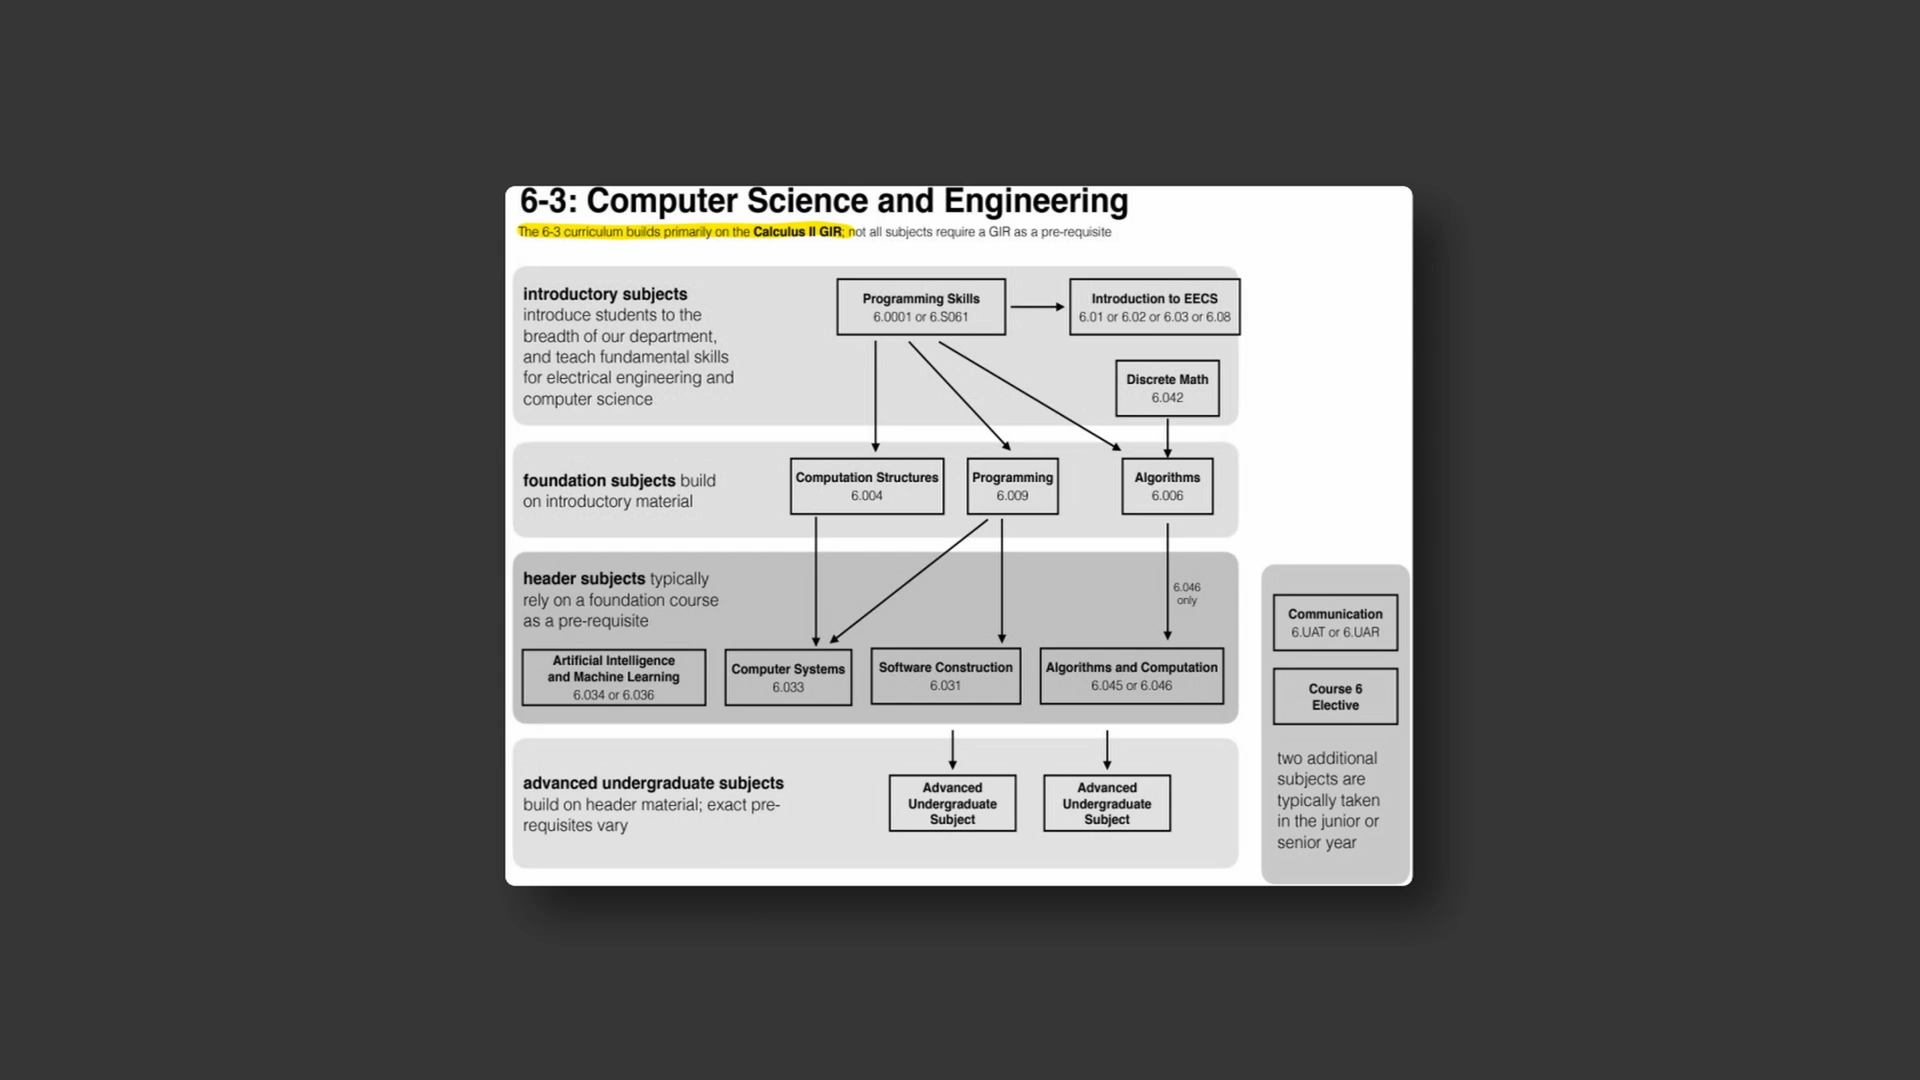 6-3: Computer Science and Engineering
The 6-3 curriculum builds primarily on the Calculus II GIR; not all subjects require a GIR as a pre-requisite
introductory subjects
introduce students to the
breadth of our department,
and teach fundamental skills
for electrical engineering and
computer science
Programming Skills
6.0001 or 6.S061
Introduction to EECS
6.01 or 6.02 or 6.03 or 6.08
Discrete Math
6.042
foundation subjects build
on introductory material
Computation Structures
6.004
Programming
6.009
Algorithms
6.006
header subjects typically
rely on a foundation course
as a pre-requisite
6.046
only
Artificial Intelligence
and Machine Learning
6.034 or 6.036
Computer Systems
6.033
Software Construction
6.031
Algorithms and Computation
6.045 or 6.046
advanced undergraduate subjects
build on header material; exact pre-
requisites vary
Advanced
Undergraduate
Subject
Advanced
Undergraduate
Subject
Communication
6.UAT or 6.UAR
Course 6
Elective
two additional
subjects are
typically taken
in the junior or
senior year